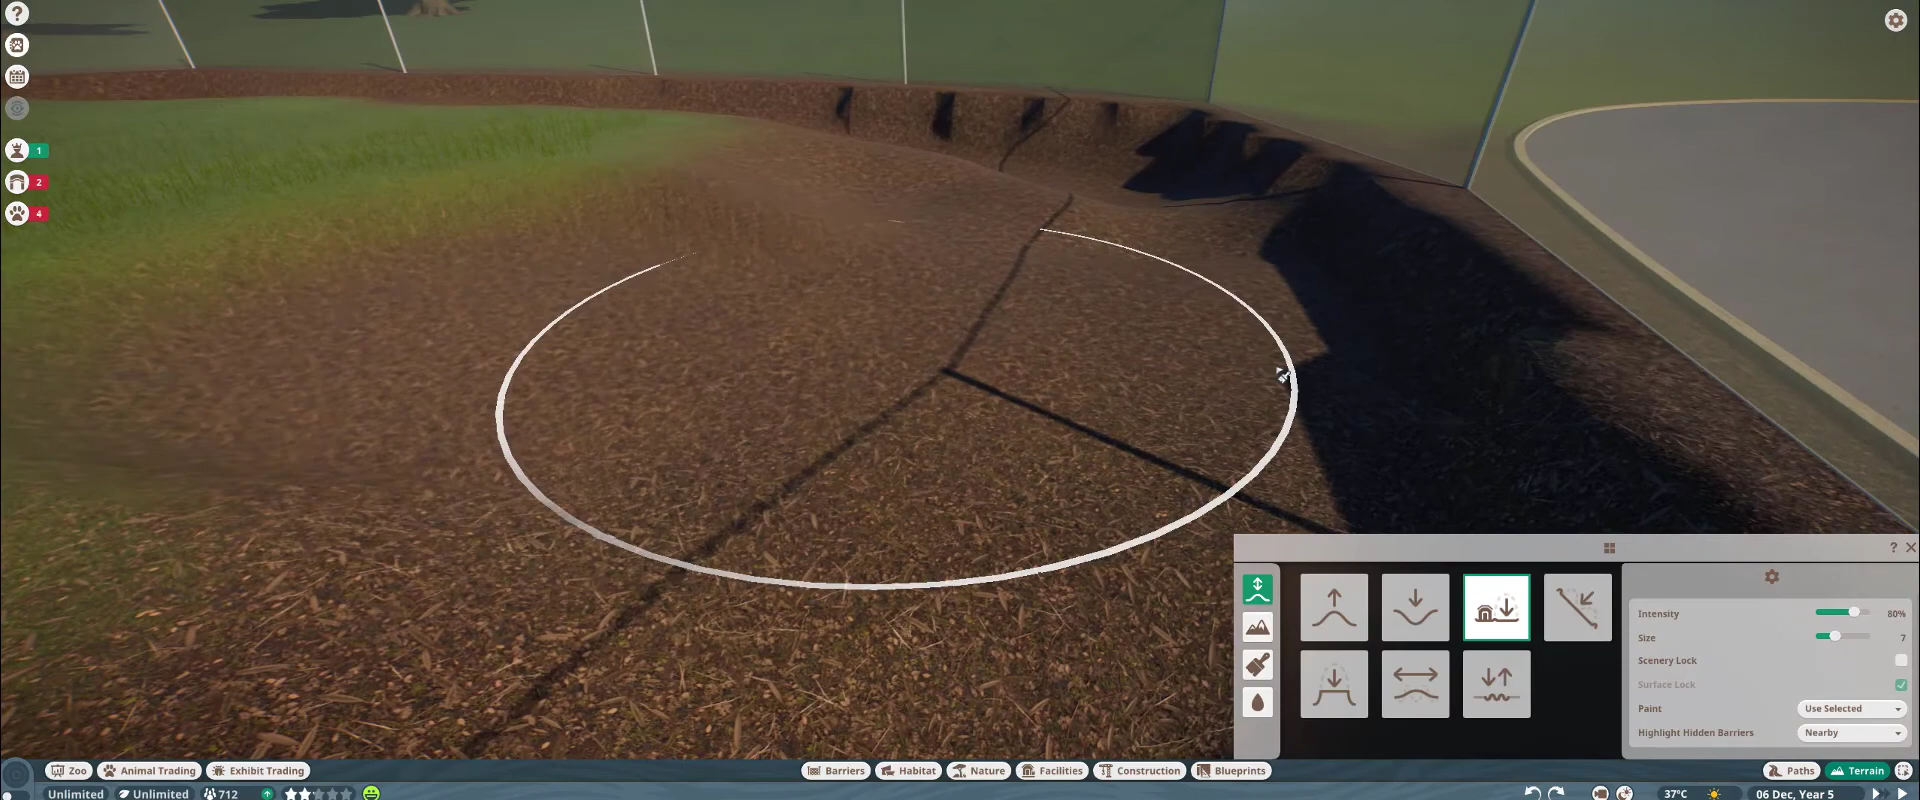 ?
1
2
4
?
Intensity 80%
Size 7
Scenery Lock
Surface Lock
Paint Use Selected
Highlight Hidden Barriers Nearby
Zoo Animal Trading Exhibit Trading Barriers Habitat Nature Facilities Construction Blueprints Paths Terrain
Unlimited Unlimited 712 37°C 06 Dec, Year 5